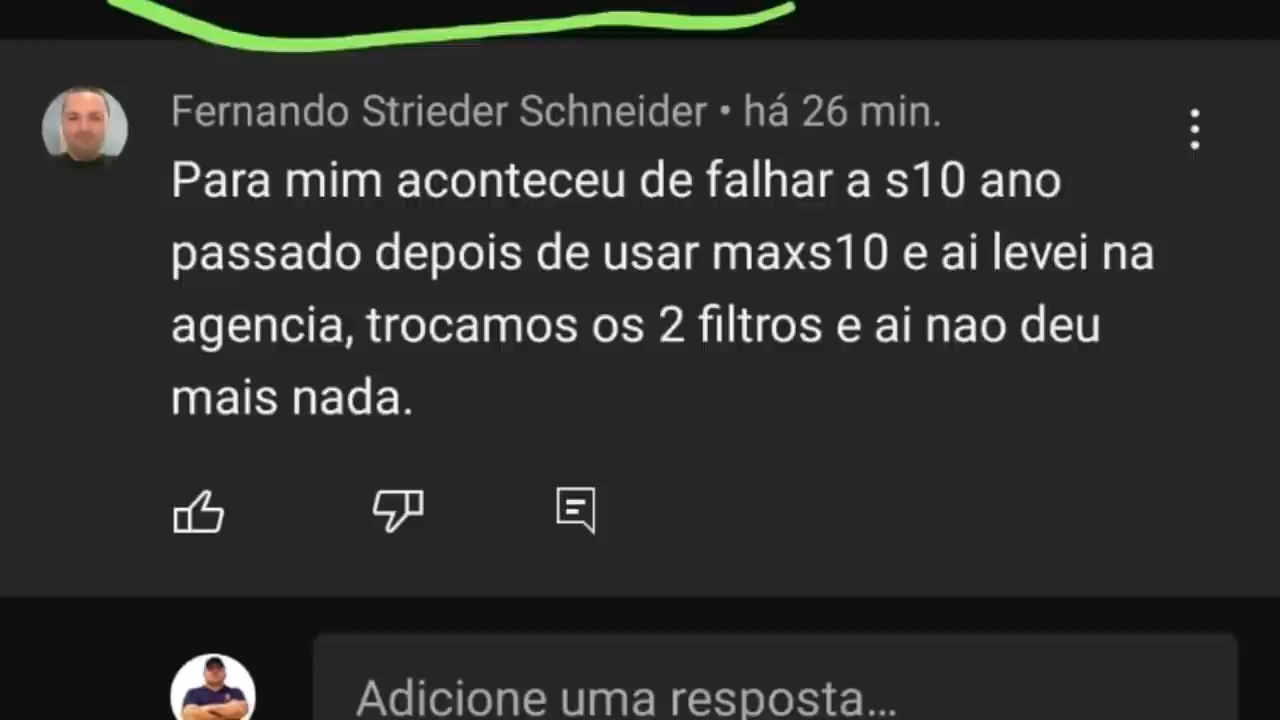 Fernando Strieder Schneider • há 26 min.
Para mim aconteceu de falhar a s10 ano
passado depois de usar maxs10 e ai levei na
agencia, trocamos os 2 filtros e ai nao deu
mais nada.
Adicione uma resposta...